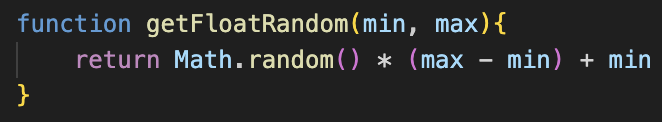 function getFloatRandom(min, max){
    return Math.random() * (max - min) + min
}